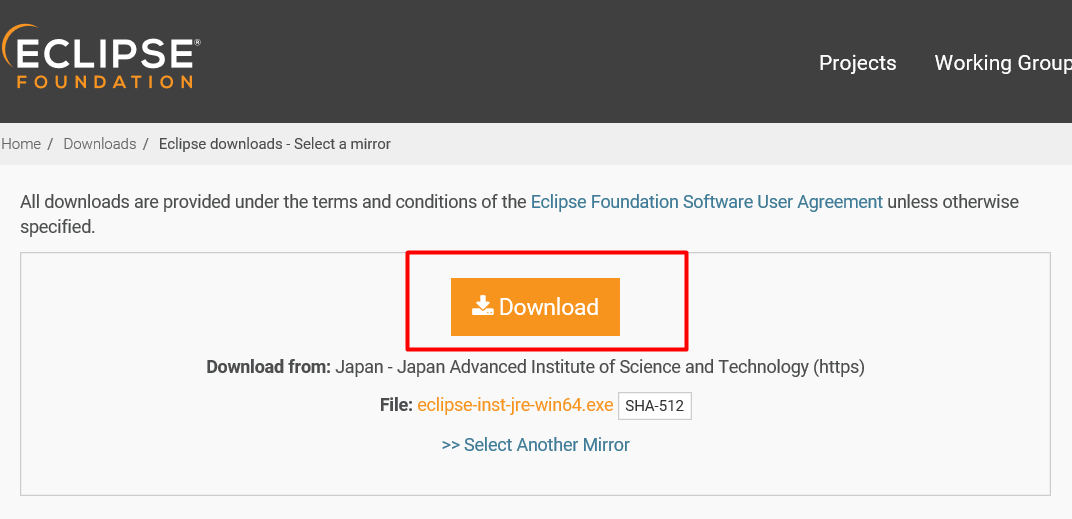 ECLIPSE®
FOUNDATION
Projects Working Group
Home / Downloads / Eclipse downloads - Select a mirror
All downloads are provided under the terms and conditions of the Eclipse Foundation Software User Agreement unless otherwise
specified.
Download
Download from: Japan - Japan Advanced Institute of Science and Technology (https)
File: eclipse-inst-jre-win64.exe SHA-512
>> Select Another Mirror